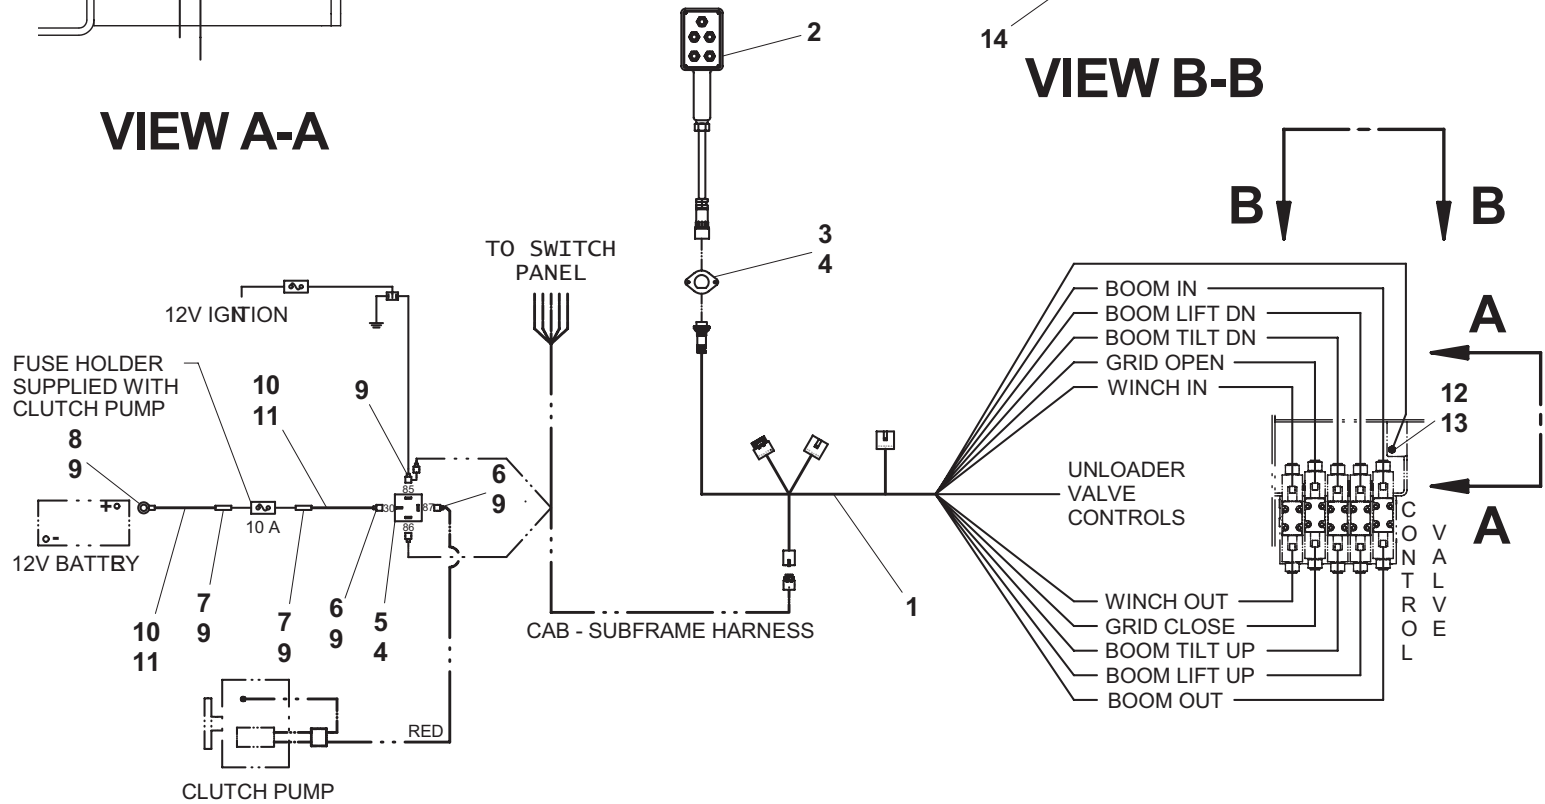 14
VIEW B-B
VIEW A-A
2
B
B
3
4
TO SWITCH
PANEL
12V IGNITION
FUSE HOLDER
SUPPLIED WITH
CLUTCH PUMP
10
11
9
8
9
85
30
87
86
6
9
10 A
12V BATTERY
+
-
10
11
7
9
7
9
6
9
5
4
CAB - SUBFRAME HARNESS
1
BOOM IN
BOOM LIFT DN
BOOM TILT DN
GRID OPEN
WINCH IN
UNLOADER
VALVE
CONTROLS
WINCH OUT
GRID CLOSE
BOOM TILT UP
BOOM LIFT UP
BOOM OUT
A
12
13
A
CONTROL
VALVE
RED
CLUTCH PUMP